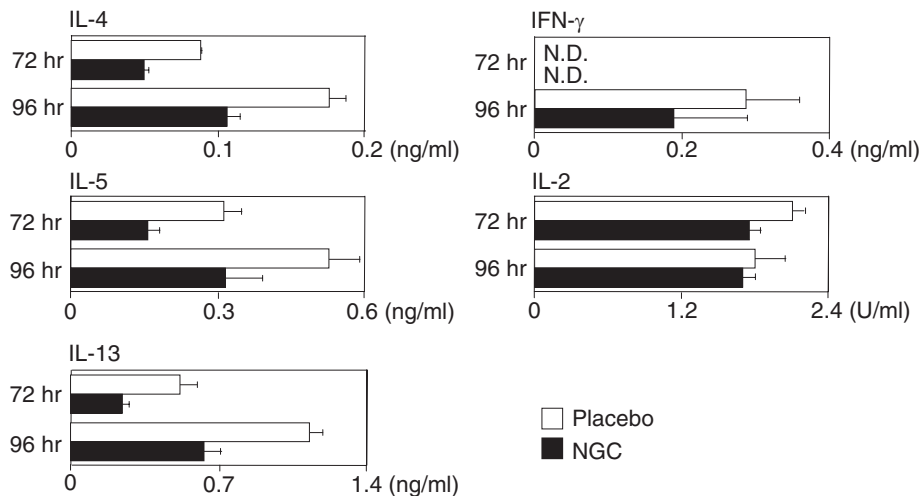 IL-4
72 hr
96 hr
0 0.1 0.2 (ng/ml)
IL-5
72 hr
96 hr
0 0.3 0.6 (ng/ml)
IL-13
72 hr
96 hr
0 0.7 1.4 (ng/ml)
IFN-γ
72 hr
N.D.
N.D.
96 hr
0 0.2 0.4 (ng/ml)
IL-2
72 hr
96 hr
0 1.2 2.4 (U/ml)
Placebo
NGC